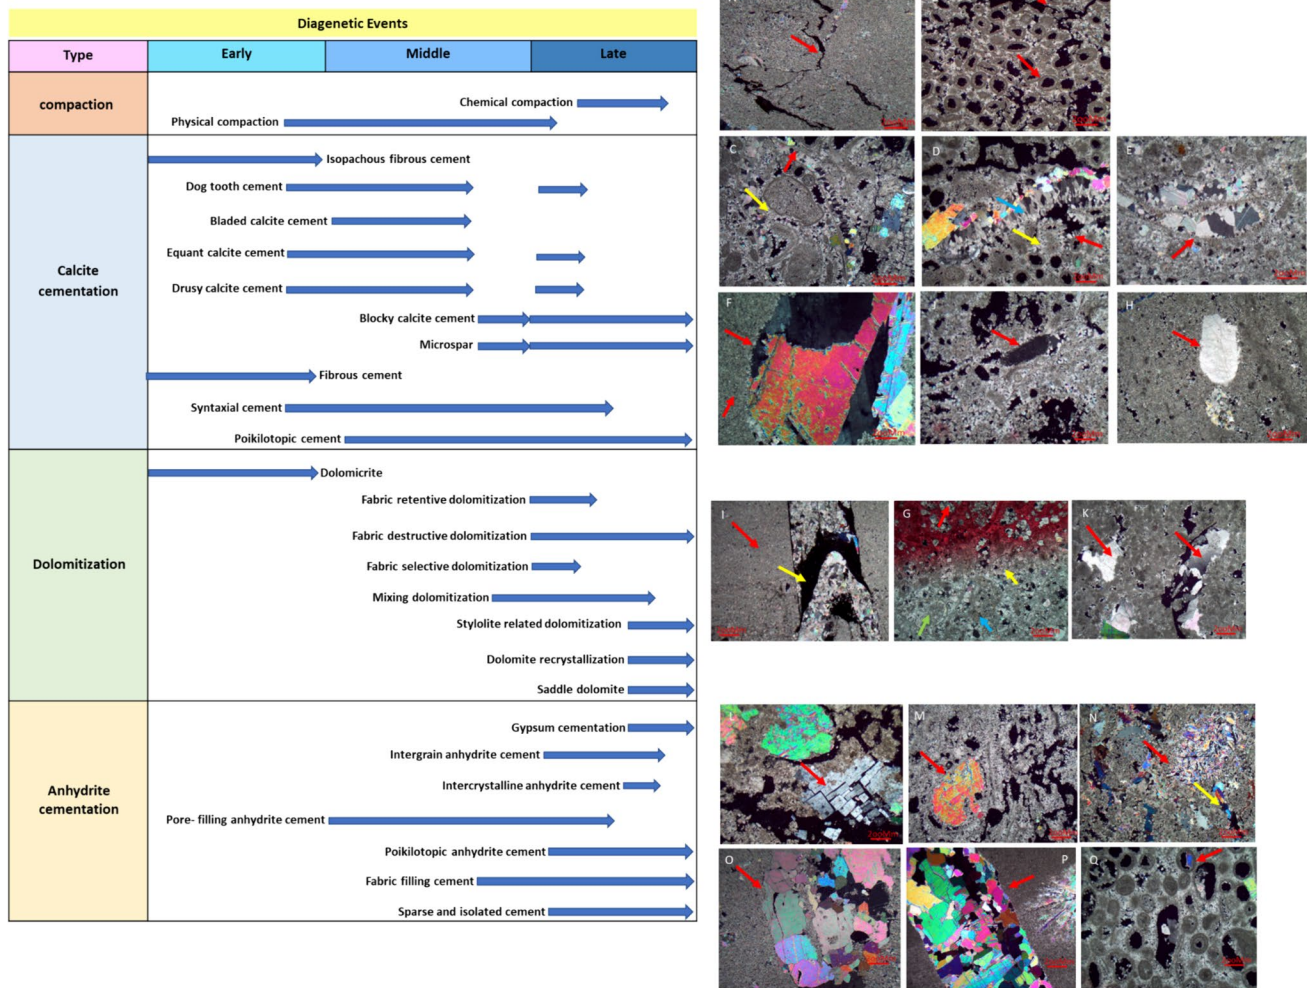 Diagenetic Events
Type
Early
Middle
Late
compaction
Chemical compaction
Physical compaction
Calcite
cementation
Isopachous fibrous cement
Dog tooth cement
Bladed calcite cement
Equant calcite cement
Drusy calcite cement
Blocky calcite cement
Microspar
Fibrous cement
Syntaxial cement
Poikilotopic cement
Dolomitization
Dolomicrite
Fabric retentive dolomitization
Fabric destructive dolomitization
Fabric selective dolomitization
Mixing dolomitization
Stylolite related dolomitization
Dolomite recrystallization
Saddle dolomite
Anhydrite
cementation
Gypsum cementation
Intergrain anhydrite cement
Intercrystalline anhydrite cement
Pore- filling anhydrite cement
Poikilotopic anhydrite cement
Fabric filling cement
Sparse and isolated cement
C
D
E
F
H
I
G
K
L
M
N
O
P
Q